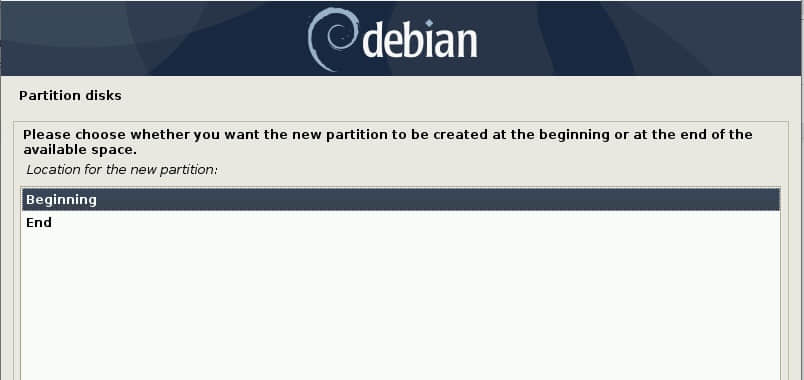 debian
Partition disks
Please choose whether you want the new partition to be created at the beginning or at the end of the
available space.
Location for the new partition:
Beginning
End